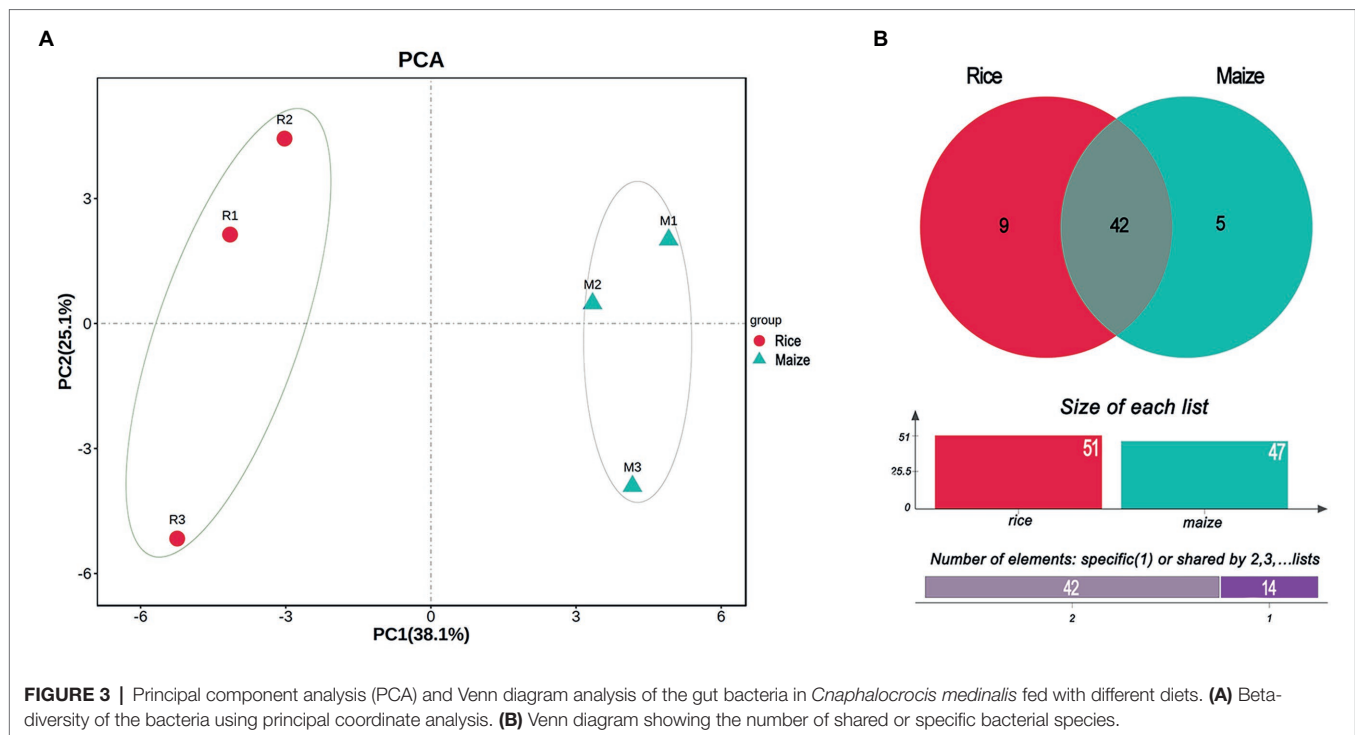 A
PCA
R2
R1
R3
M1
M2
M3
3
0
-3
-6
-6
-3
0
3
6
PC2(25.1%)
PC1(38.1%)
group
Rice
Maize
B
Rice
Maize
9
42
5
Size of each list
51
25.5
0
51
47
rice
maize
Number of elements: specific(1) or shared by 2,3,...lists
42
14
2
1
FIGURE 3 | Principal component analysis (PCA) and Venn diagram analysis of the gut bacteria in Cnaphalocrocis medinalis fed with different diets. (A) Beta-
diversity of the bacteria using principal coordinate analysis. (B) Venn diagram showing the number of shared or specific bacterial species.